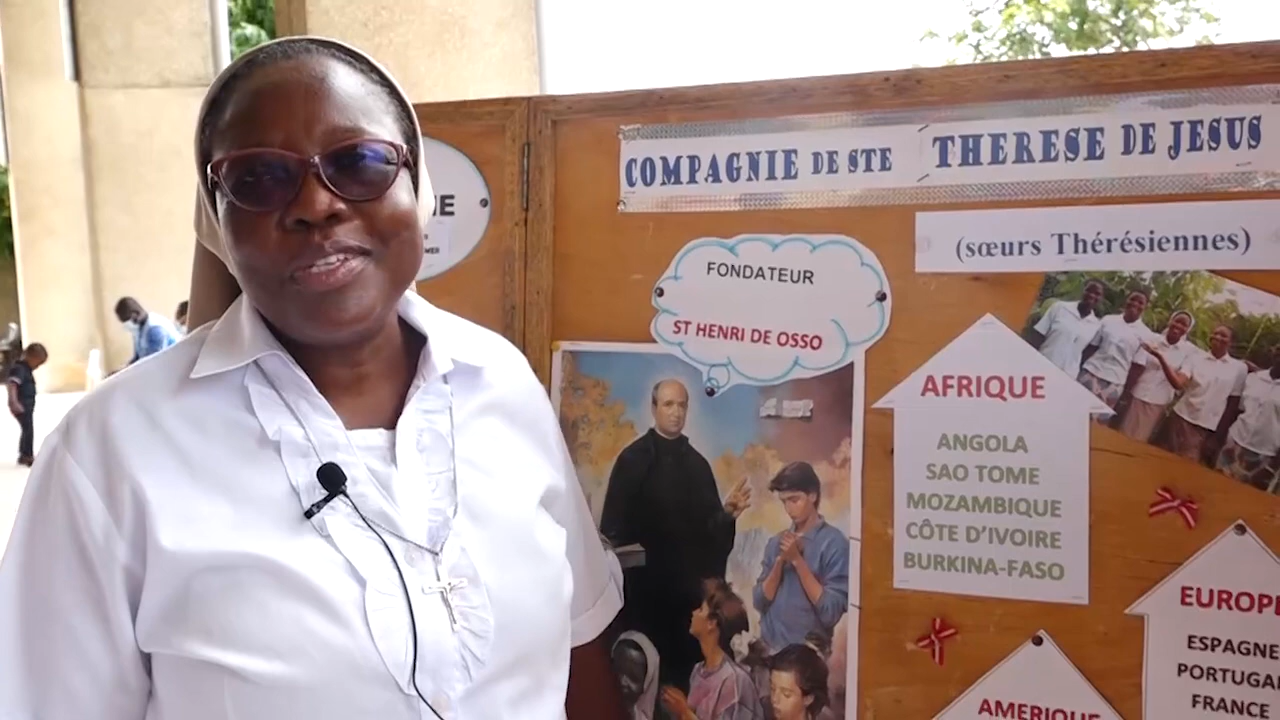 COMPAGNIE DE STE THERESE DE JESUS
(sœurs Thérésiennes)
FONDATEUR
ST HENRI DE OSSO
AFRIQUE
ANGOLA
SAO TOME
MOZAMBIQUE
CÔTE D'IVOIRE
BURKINA-FASO
EUROPE
ESPAGNE
PORTUGAL
FRANCE
AMERIQUE